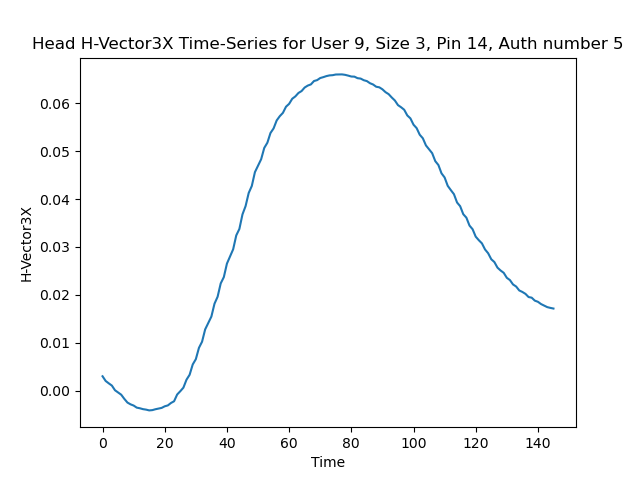 Head H-Vector3X Time-Series for User 9, Size 3, Pin 14, Auth number 5
H-Vector3X
0.06
0.05
0.04
0.03
0.02
0.01
0.00
0 20 40 60 80 100 120 140
Time